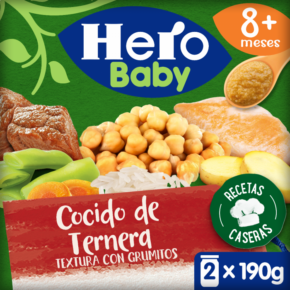 Hero
Baby
8+
meses
RECETAS
CASERAS
Cocido de
Ternera
TEXTURA CON GRUMITOS
2 x 190g